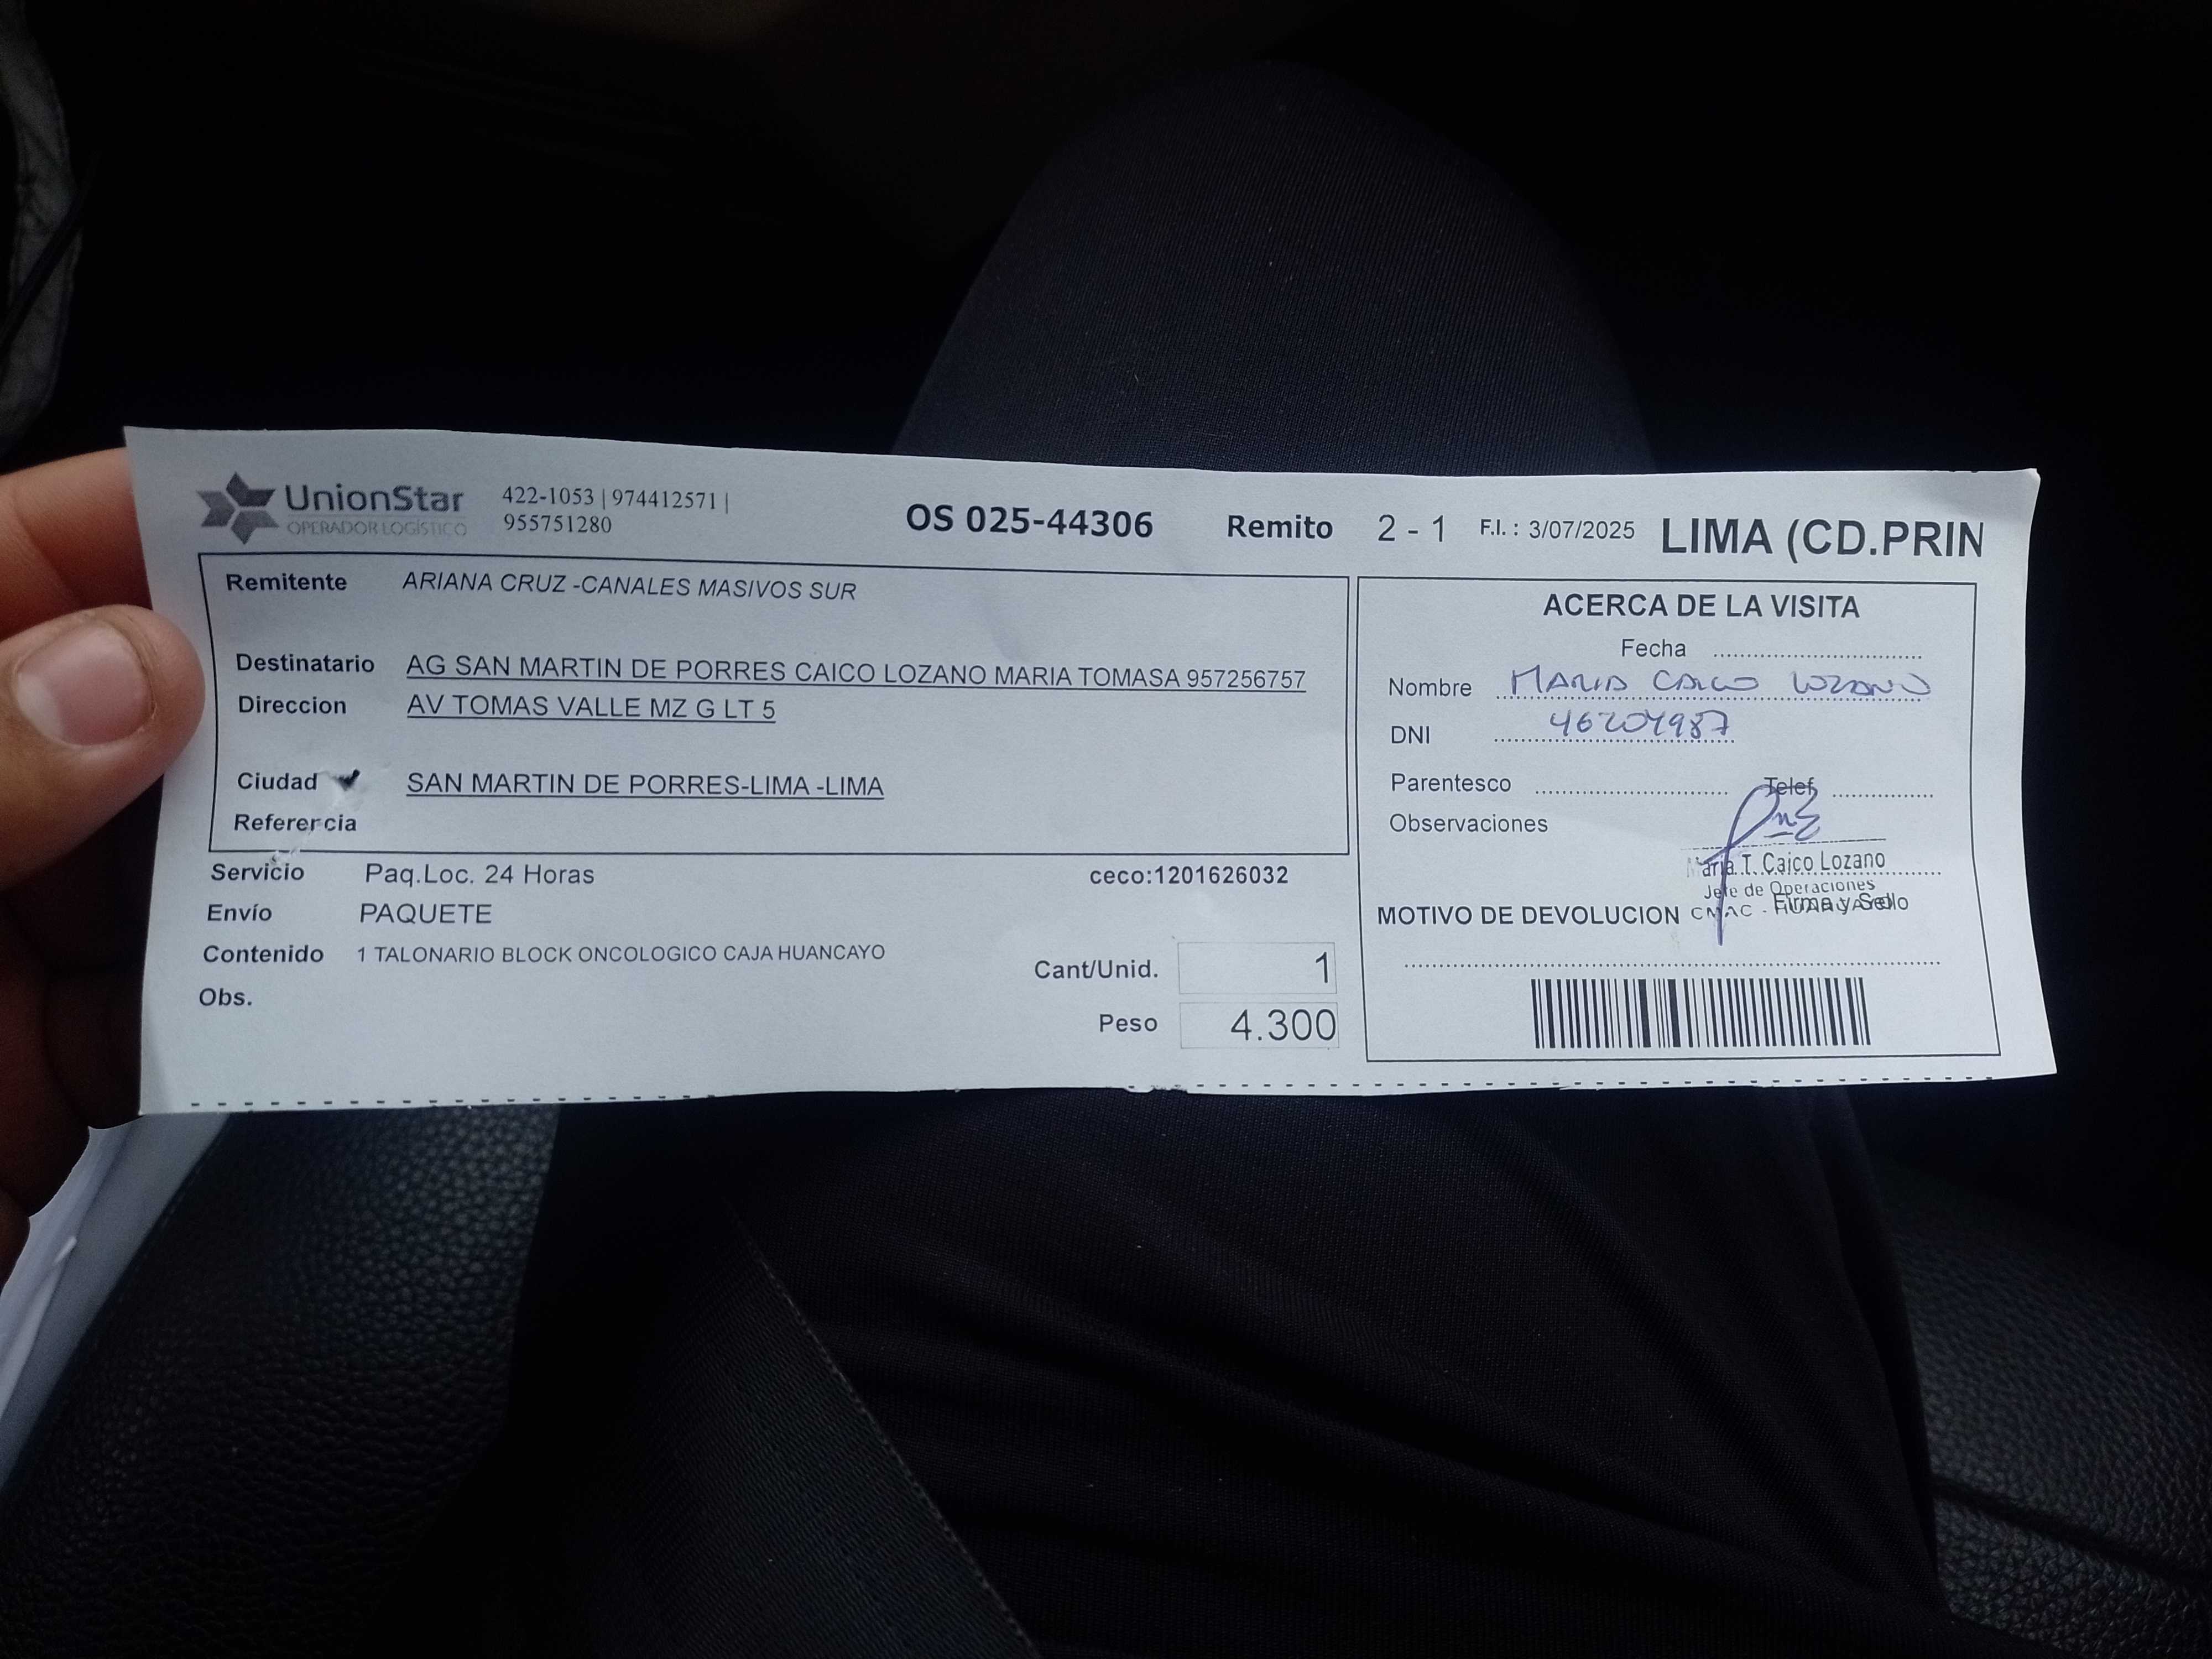 UnionStar
OPERADOR LOGÍSTICO
422-1053 | 974412571 |
955751280
OS 025-44306
Remito 2 - 1
F.I. : 3/07/2025
LIMA (CD.PRIN
Remitente ARIANA CRUZ -CANALES MASIVOS SUR
Destinatario AG SAN MARTIN DE PORRES CAICO LOZANO MARIA TOMASA 957256757
Direccion AV TOMAS VALLE MZ G LT 5
Ciudad SAN MARTIN DE PORRES-LIMA -LIMA
Referencia
Servicio Paq.Loc. 24 Horas
ceco:1201626032
Envío PAQUETE
Contenido 1 TALONARIO BLOCK ONCOLOGICO CAJA HUANCAYO
Obs.
Cant/Unid. 1
Peso 4.300
ACERCA DE LA VISITA
Fecha
Nombre MARIA CAICO LOZANO
DNI 46204987
Parentesco Telef.
Observaciones
María T. Caico Lozano
Jefe de Operaciones
CMAC - HUANCAYO
Firma y Sello
MOTIVO DE DEVOLUCION